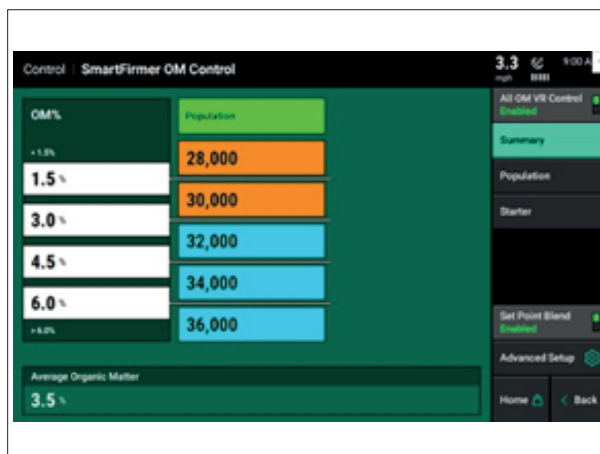 Control | SmartFirmer OM Control
3.3 mph
9:00 A
OM%
Population
< 1.5%
28,000
1.5 %
30,000
3.0 %
32,000
4.5 %
34,000
6.0 %
36,000
> 6.0%
Average Organic Matter
3.5 %
All OM VR Control
Enabled
Summary
Population
Starter
Set Point Blend
Enabled
Advanced Setup
Home
< Back